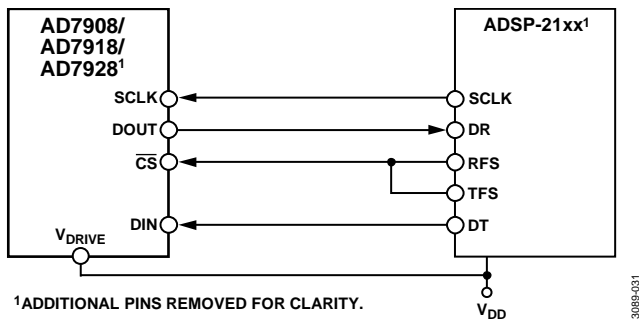 AD7908/
AD7918/
AD7928¹
SCLK
DOUT
CS
DIN
VDRIVE
ADSP-21xx¹
SCLK
DR
RFS
TFS
DT
VDD
¹ADDITIONAL PINS REMOVED FOR CLARITY.
3089-031